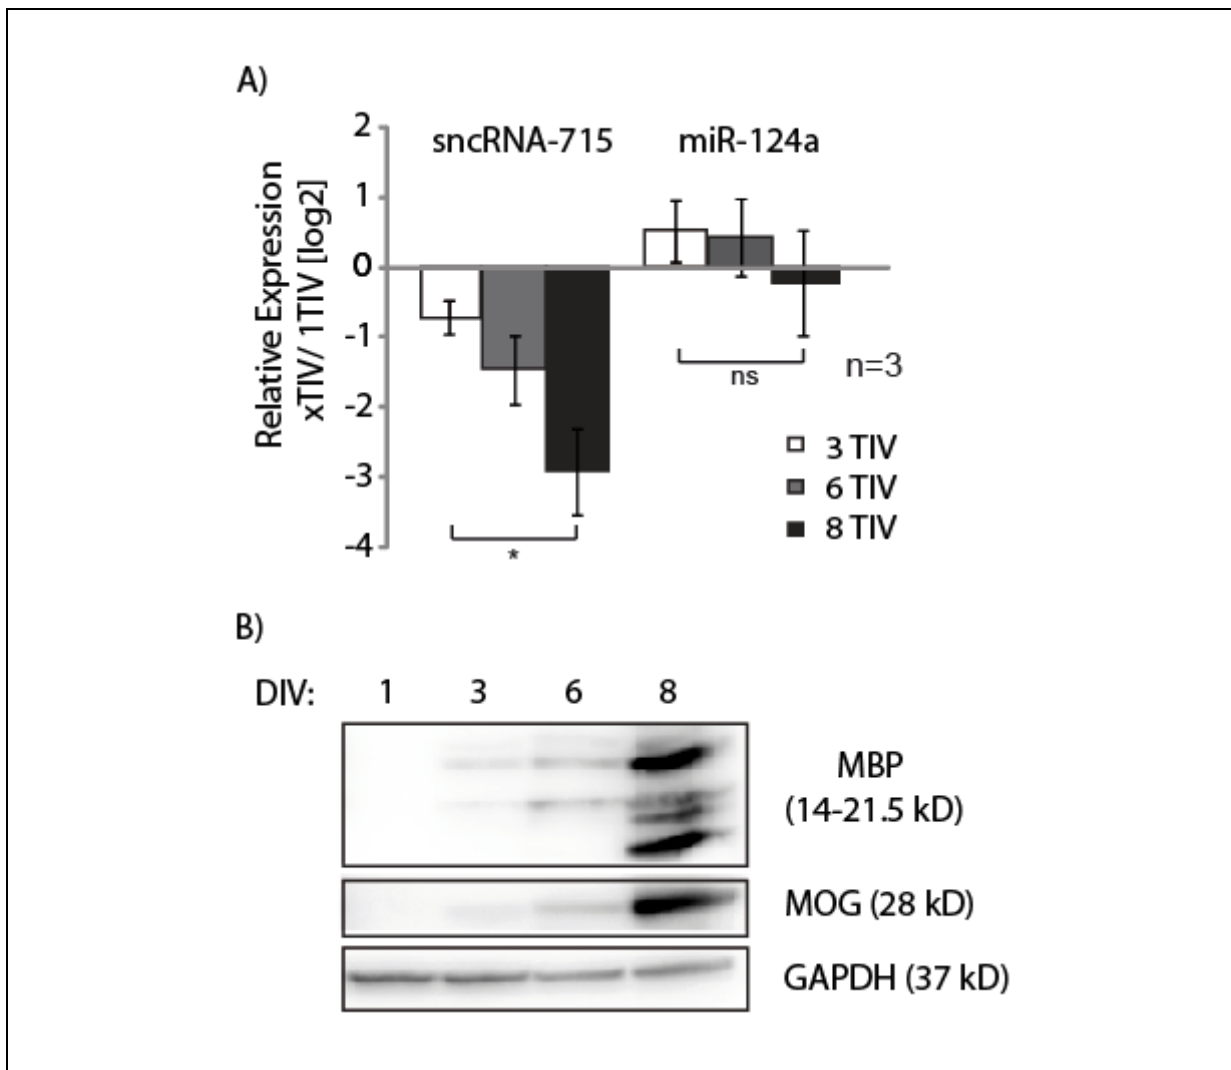 A)
2
1
0
-1
-2
-3
-4
Relative Expression
xTIV/ 1TIV [log2]
sncRNA-715
miR-124a
ns
n=3
*
3 TIV
6 TIV
8 TIV
B)
DIV: 1 3 6 8
MBP
(14-21.5 kD)
MOG (28 kD)
GAPDH (37 kD)